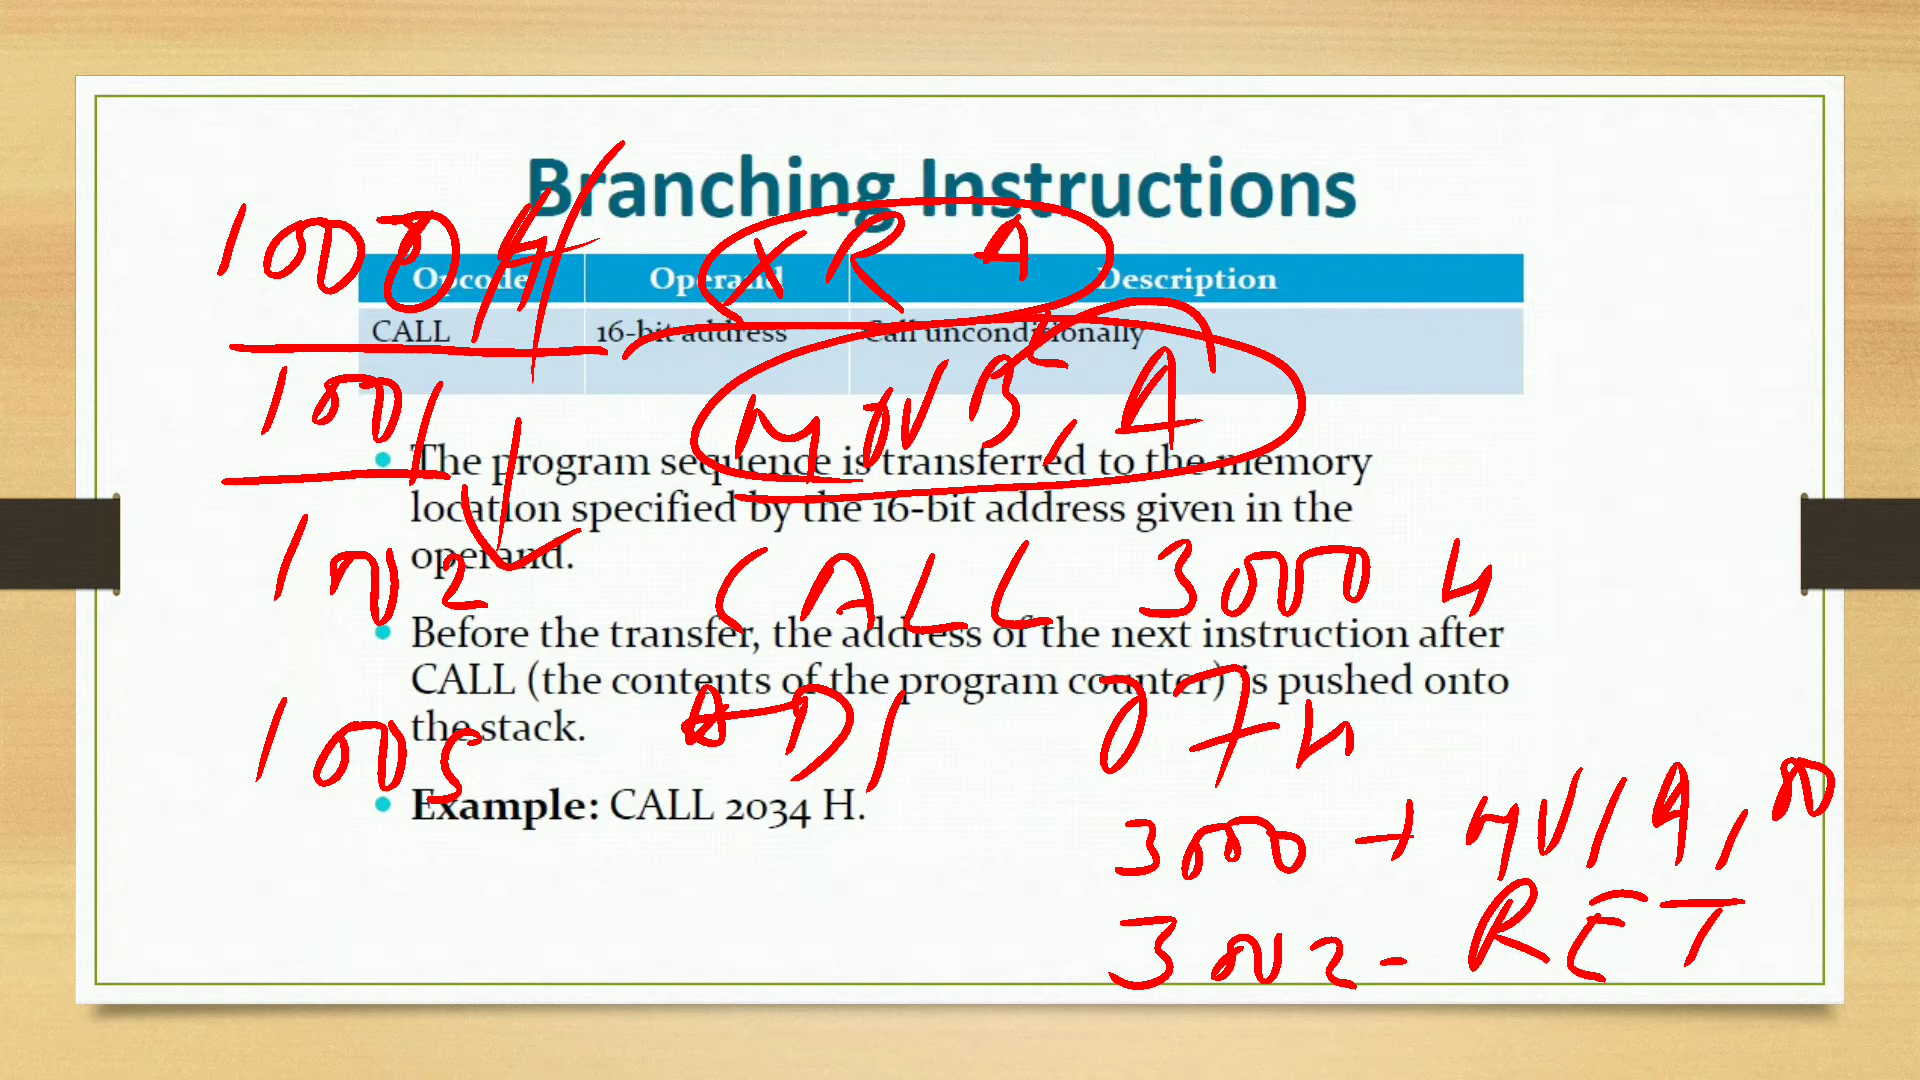 Branching Instructions
Opcode Operand Description
CALL 16-bit address Call unconditionally
The program sequence is transferred to the memory
location specified by the 16-bit address given in the
operand.
Before the transfer, the address of the next instruction after
CALL (the contents of the program counter) is pushed onto
the stack.
Example: CALL 2034 H.
1000 H XRA A
1001 MOV B, A
1002 CALL 3000 H
1005 ADI 07H
3000 → MVI A, 00
3002 - RET